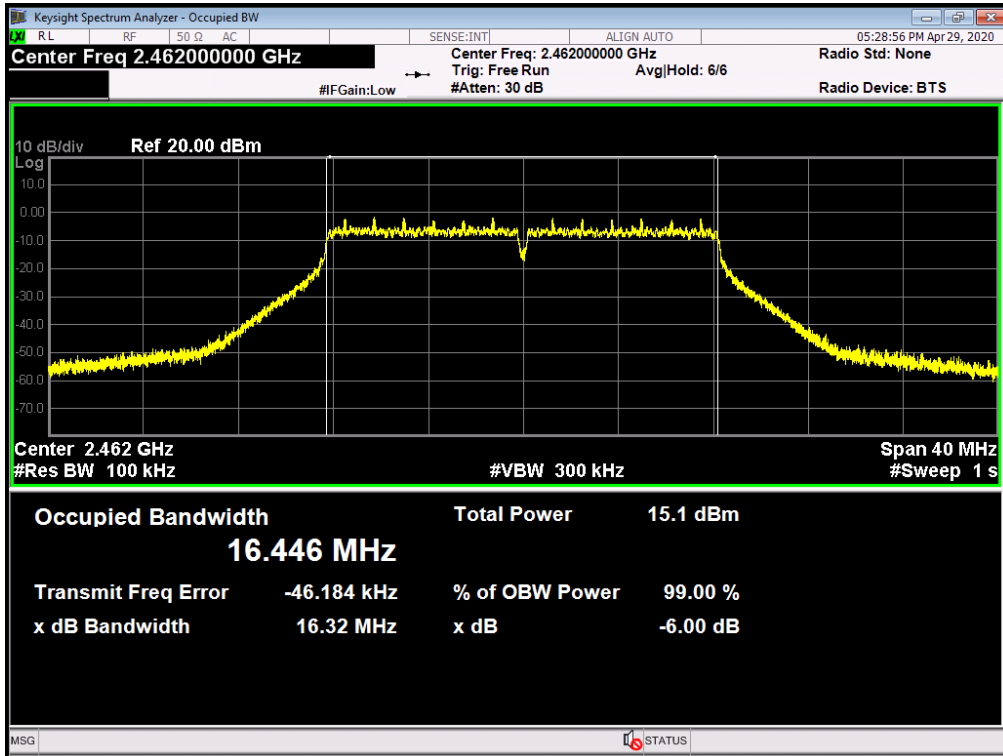 Keysight Spectrum Analyzer - Occupied BW
LXI RL RF 50 Ω AC SENSE:INT ALIGN AUTO 05:28:56 PM Apr 29, 2020
Center Freq 2.462000000 GHz Center Freq: 2.462000000 GHz Radio Std: None
Trig: Free Run Avg|Hold: 6/6
#IFGain:Low #Atten: 30 dB Radio Device: BTS
10 dB/div Ref 20.00 dBm
Log
10.0
0.00
-10.0
-20.0
-30.0
-40.0
-50.0
-60.0
-70.0
Center 2.462 GHz Span 40 MHz
#Res BW 100 kHz #VBW 300 kHz #Sweep 1 s
Occupied Bandwidth Total Power 15.1 dBm
16.446 MHz
Transmit Freq Error -46.184 kHz % of OBW Power 99.00 %
x dB Bandwidth 16.32 MHz x dB -6.00 dB
MSG STATUS